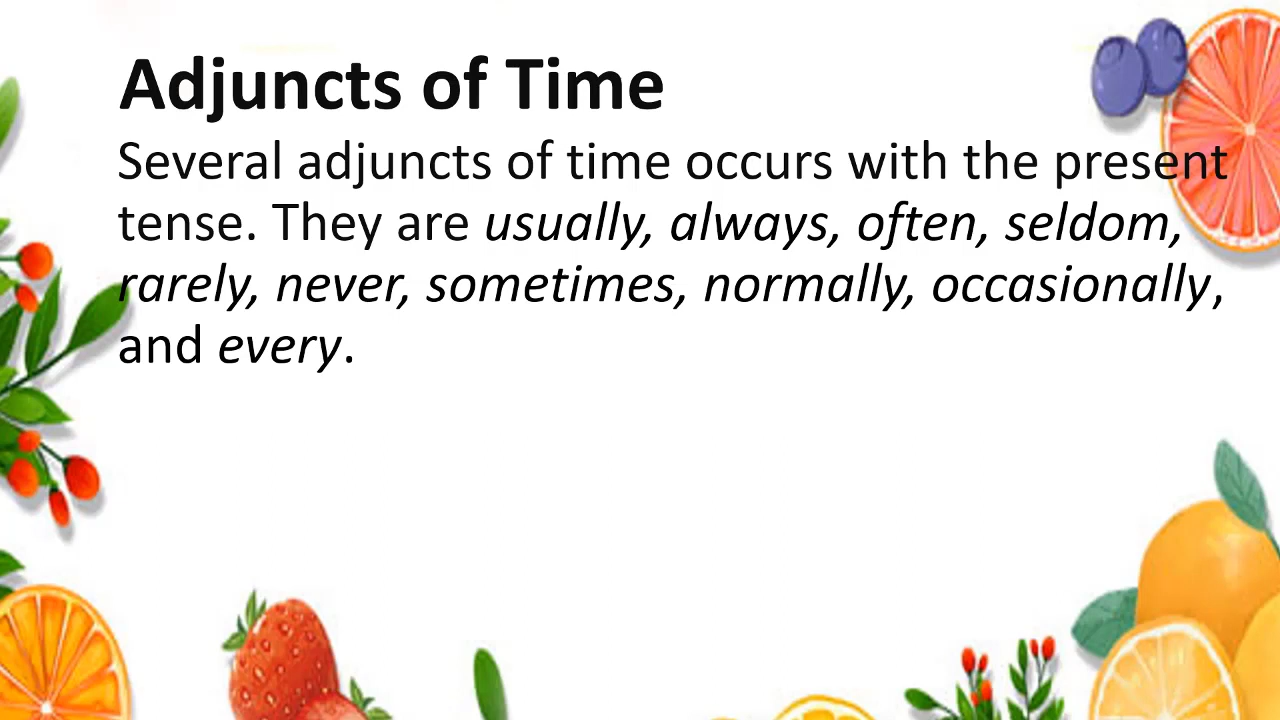 Adjuncts of Time
Several adjuncts of time occurs with the present
tense. They are usually, always, often, seldom,
rarely, never, sometimes, normally, occasionally,
and every.